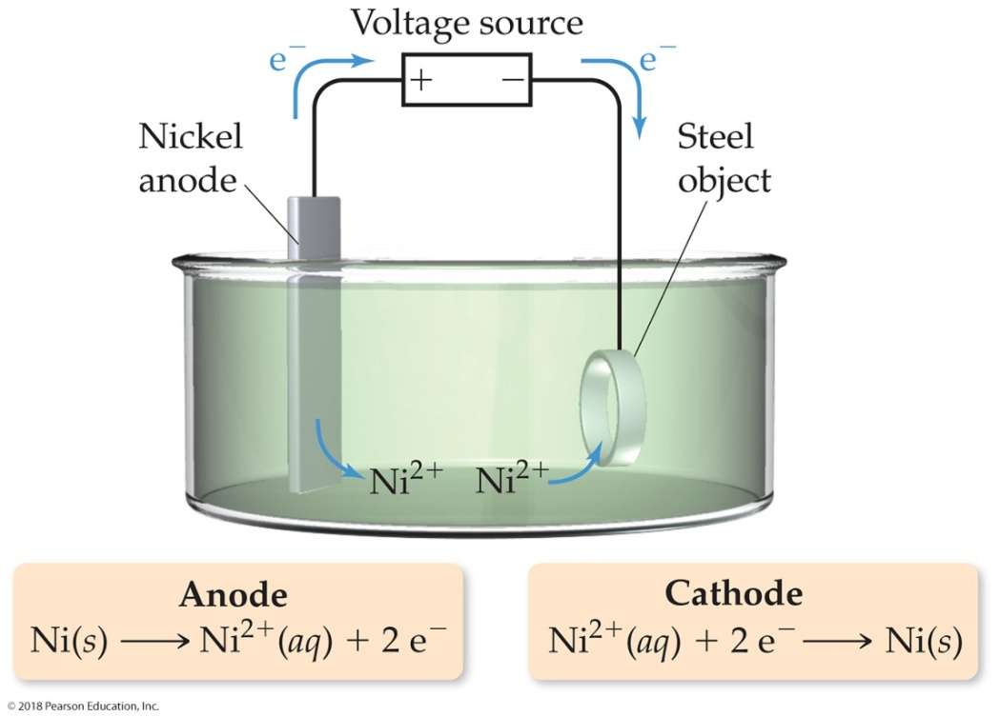 Voltage source
e⁻
e⁻
+ −
Nickel
anode
Steel
object
Ni²⁺ Ni²⁺
Anode
Ni(s) ⟶ Ni²⁺(aq) + 2 e⁻
Cathode
Ni²⁺(aq) + 2 e⁻ ⟶ Ni(s)
© 2018 Pearson Education, Inc.